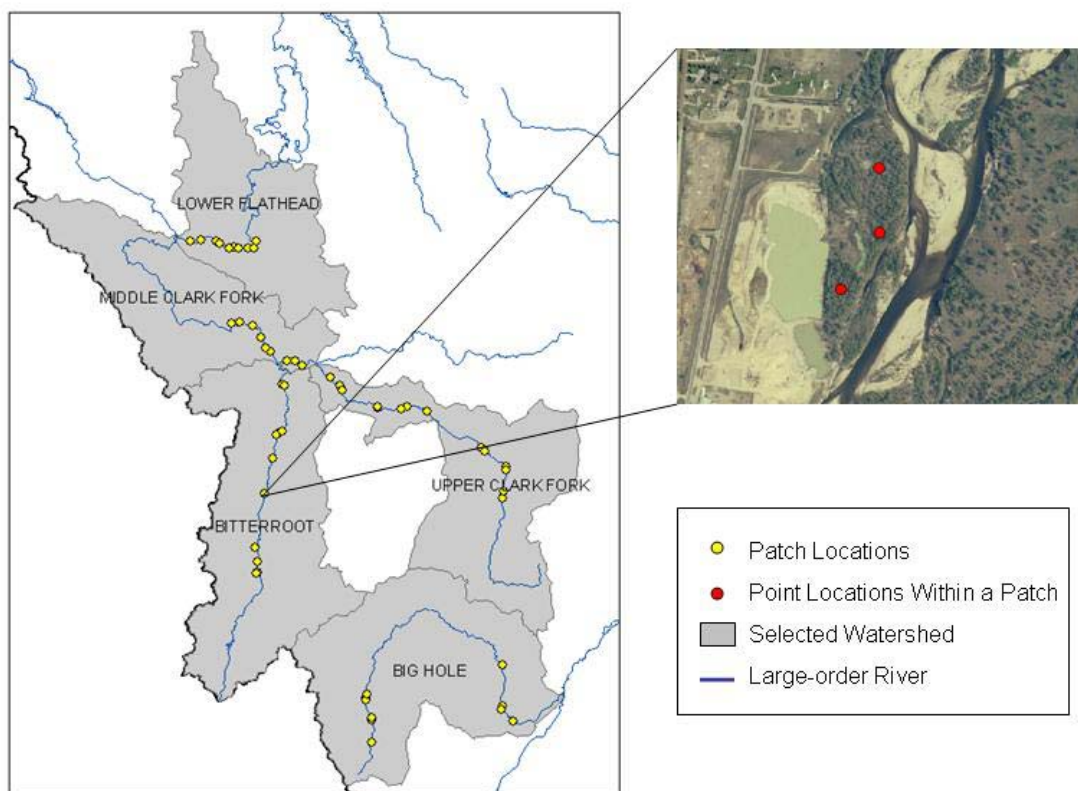 LOWER FLATHEAD
MIDDLE CLARK FORK
UPPER CLARK FORK
BITTERROOT
BIG HOLE
Patch Locations
Point Locations Within a Patch
Selected Watershed
Large-order River